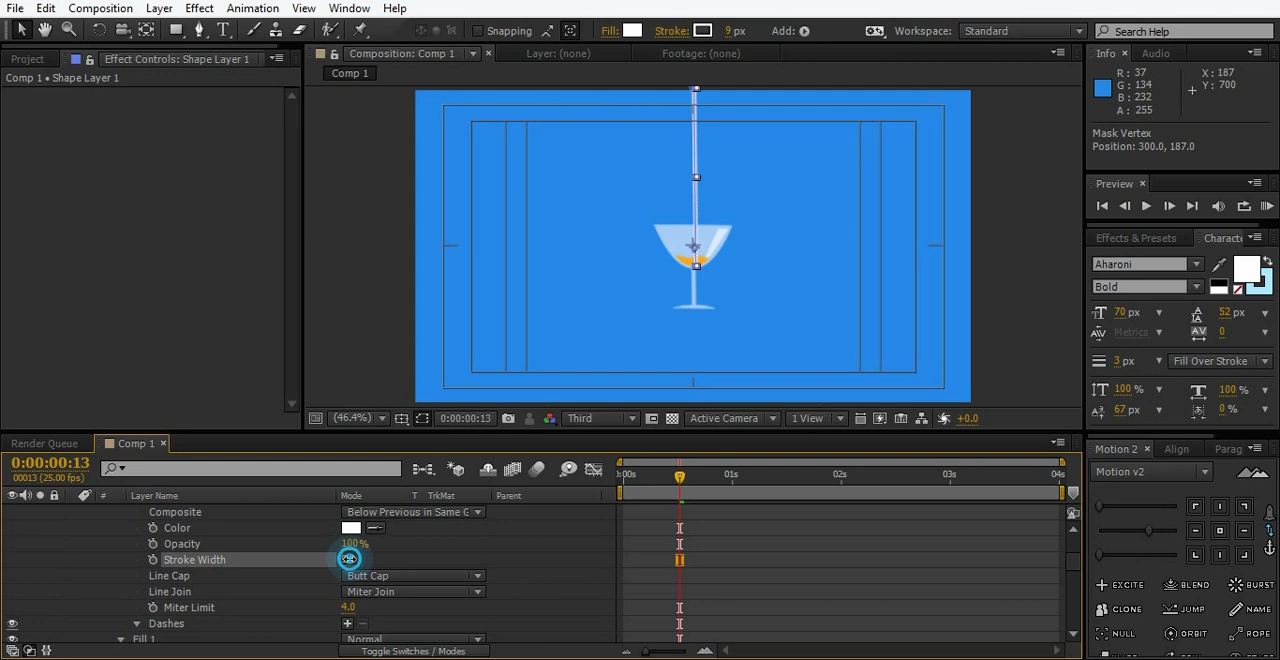 File Edit Composition Layer Effect Animation View Window Help
Snapping Fill: Stroke: 9 px Add: Workspace: Standard Search Help
Project Effect Controls: Shape Layer 1
Comp 1 • Shape Layer 1
Composition: Comp 1 Layer: (none) Footage: (none)
Comp 1
(46.4%) 0:00:00:13 Third Active Camera 1 View +0.0
Info Audio
R: 37 X: 187
G: 134 Y: 700
B: 232
A: 255
Mask Vertex
Position: 300.0, 187.0
Preview
Effects & Presets Characte
Aharoni
Bold
70 px 52 px
Metrics 0
3 px Fill Over Stroke
100 % 100 %
67 px 0 %
Render Queue Comp 1
0:00:00:13
00013 (25.00 fps)
# Layer Name Mode T TrkMat Parent
:00s 01s 02s 03s 04s
Composite Below Previous in Same G
Color
Opacity 100%
Stroke Width
Line Cap Butt Cap
Line Join Miter Join
Miter Limit 4.0
Dashes
Fill 1 Normal
Toggle Switches / Modes
Motion 2 Align Parag
Motion v2
EXCITE BLEND BURST
CLONE JUMP NAME
NULL ORBIT ROPE